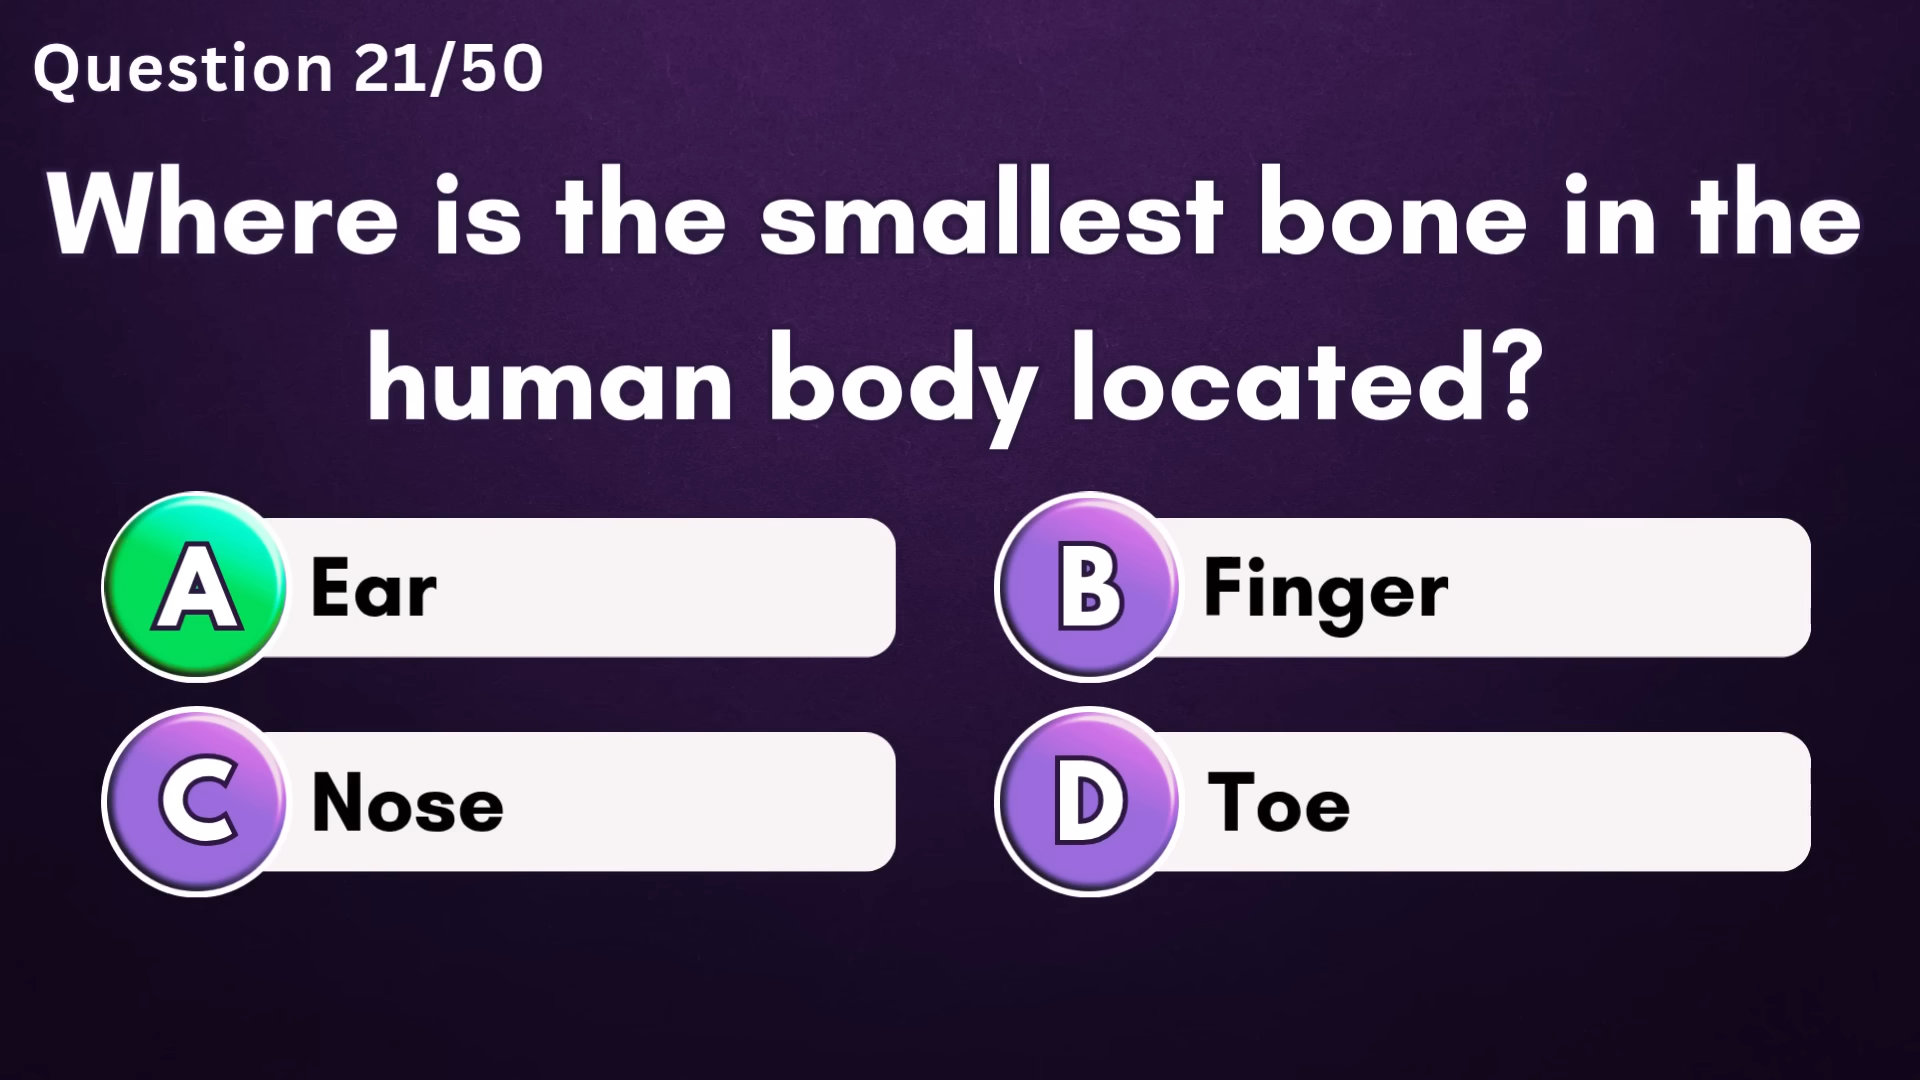 Question 21/50
Where is the smallest bone in the
human body located?
A Ear
B Finger
C Nose
D Toe